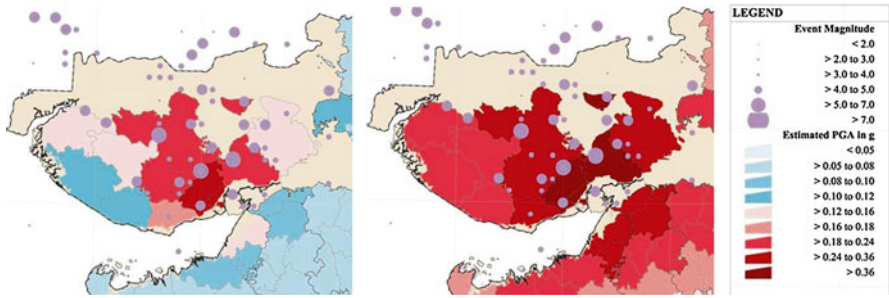 LEGEND
Event Magnitude
< 2.0
> 2.0 to 3.0
> 3.0 to 4.0
> 4.0 to 5.0
> 5.0 to 7.0
> 7.0
Estimated PGA in g
< 0.05
> 0.05 to 0.08
> 0.08 to 0.10
> 0.10 to 0.12
> 0.12 to 0.16
> 0.16 to 0.18
> 0.18 to 0.24
> 0.24 to 0.36
> 0.36